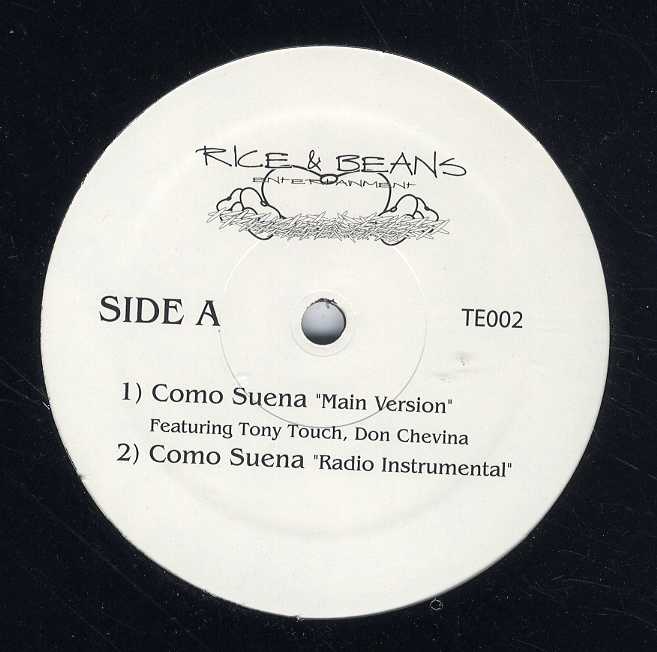 RICE & BEANS
ENTERTAINMENT
SIDE A
TE002
1) Como Suena "Main Version"
Featuring Tony Touch, Don Chevina
2) Como Suena "Radio Instrumental"